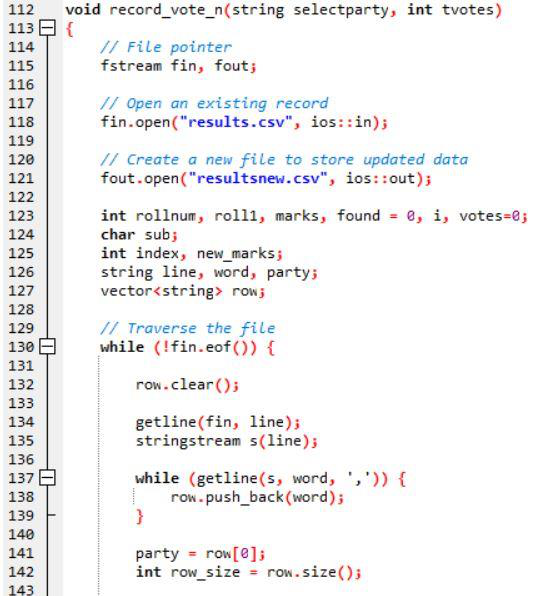 112 void record_vote_n(string selectparty, int tvotes)
113 {
114 // File pointer
115 fstream fin, fout;
116
117 // Open an existing record
118 fin.open("results.csv", ios::in);
119
120 // Create a new file to store updated data
121 fout.open("resultsnew.csv", ios::out);
122
123 int rollnum, roll1, marks, found = 0, i, votes=0;
124 char sub;
125 int index, new_marks;
126 string line, word, party;
127 vector<string> row;
128
129 // Traverse the file
130 while (!fin.eof()) {
131
132 row.clear();
133
134 getline(fin, line);
135 stringstream s(line);
136
137 while (getline(s, word, ',')) {
138 row.push_back(word);
139 }
140
141 party = row[0];
142 int row_size = row.size();
143